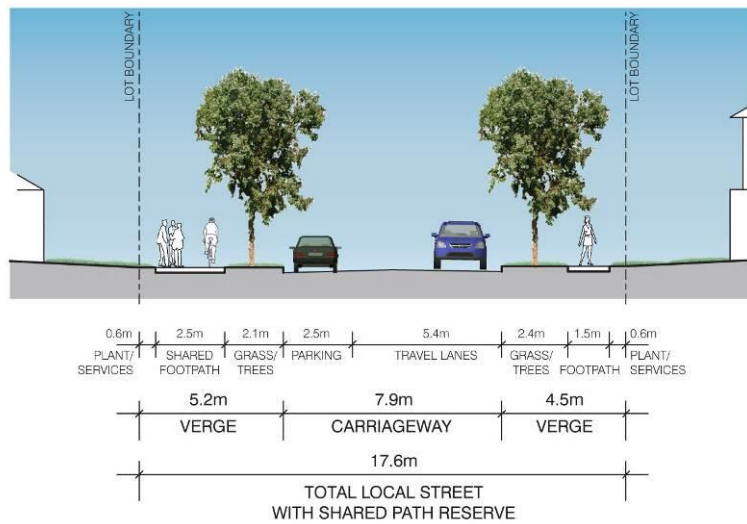 LOT BOUNDARY
LOT BOUNDARY
0.6m 2.5m 2.1m 2.5m 5.4m 2.4m 1.5m 0.6m
PLANT/ SHARED GRASS/ PARKING TRAVEL LANES GRASS/ FOOTPATH PLANT/
SERVICES FOOTPATH TREES TREES SERVICES
5.2m 7.9m 4.5m
VERGE CARRIAGEWAY VERGE
17.6m
TOTAL LOCAL STREET
WITH SHARED PATH RESERVE